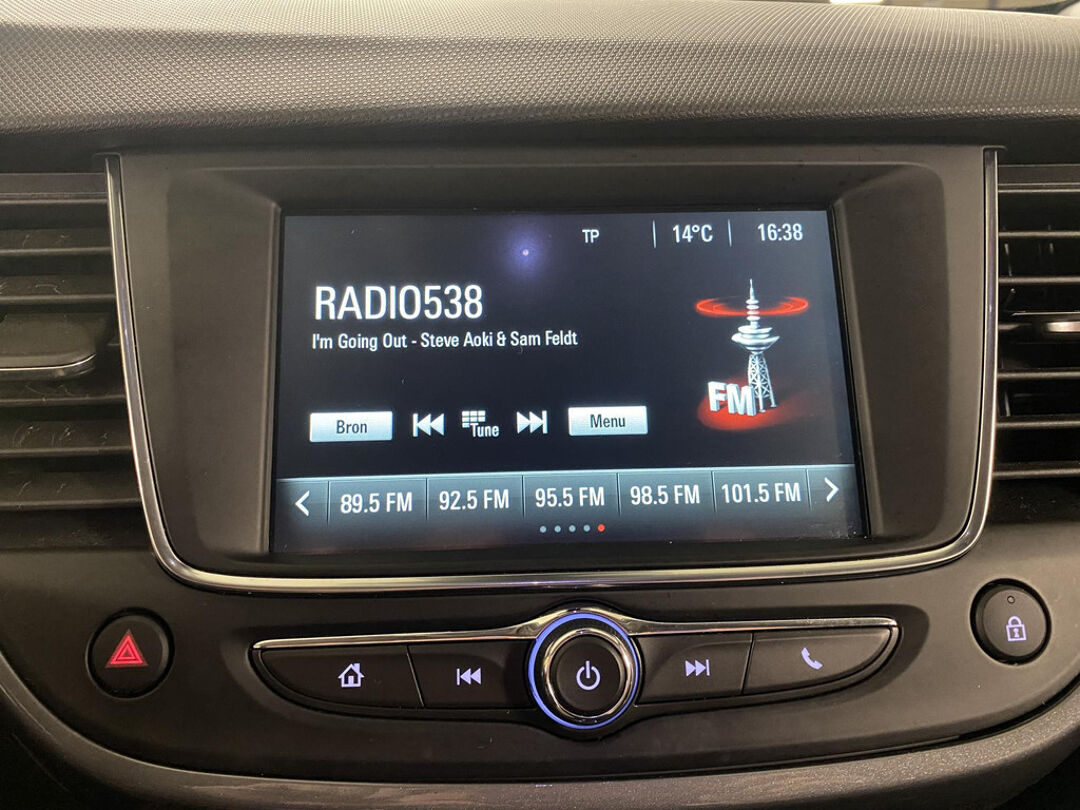 TP 14°C 16:38
RADIO538
I'm Going Out - Steve Aoki & Sam Feldt
FM
Bron Tune Menu
89.5 FM 92.5 FM 95.5 FM 98.5 FM 101.5 FM